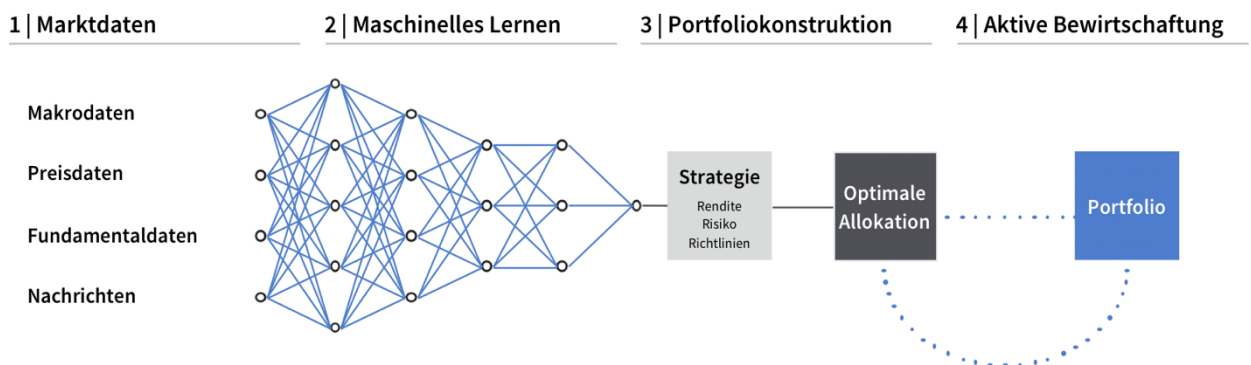 1 | Marktdaten
2 | Maschinelles Lernen
3 | Portfoliokonstruktion
4 | Aktive Bewirtschaftung
Makrodaten
Preisdaten
Fundamentaldaten
Nachrichten
Strategie
Rendite
Risiko
Richtlinien
Optimale
Allokation
Portfolio